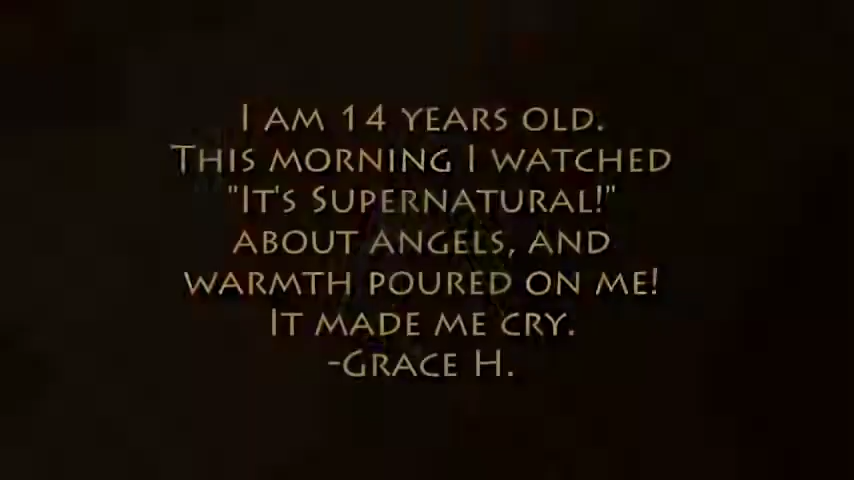 I AM 14 YEARS OLD.
THIS MORNING I WATCHED
"IT'S SUPERNATURAL!"
ABOUT ANGELS, AND
WARMTH POURED ON ME!
IT MADE ME CRY.
-GRACE H.